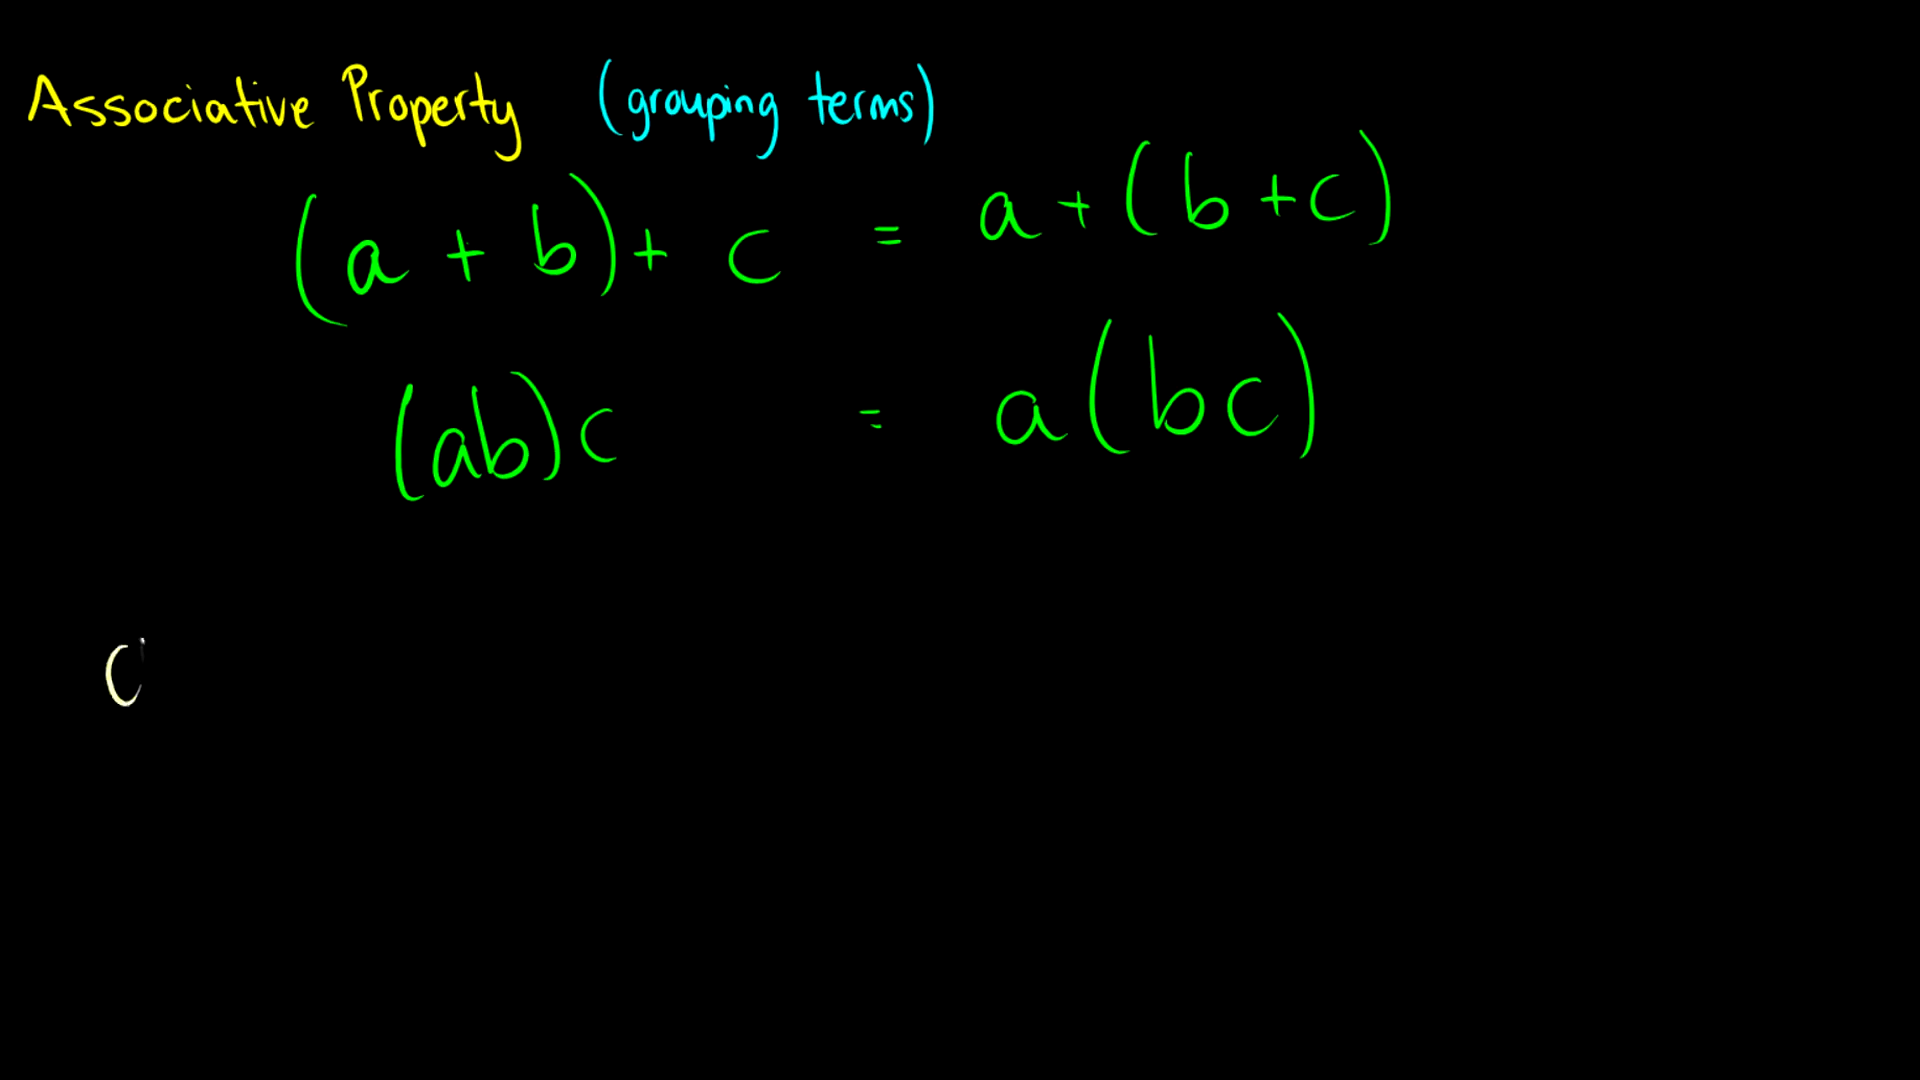 Associative Property (grouping terms)
(a + b) + c = a + (b + c)
(ab)c = a(bc)